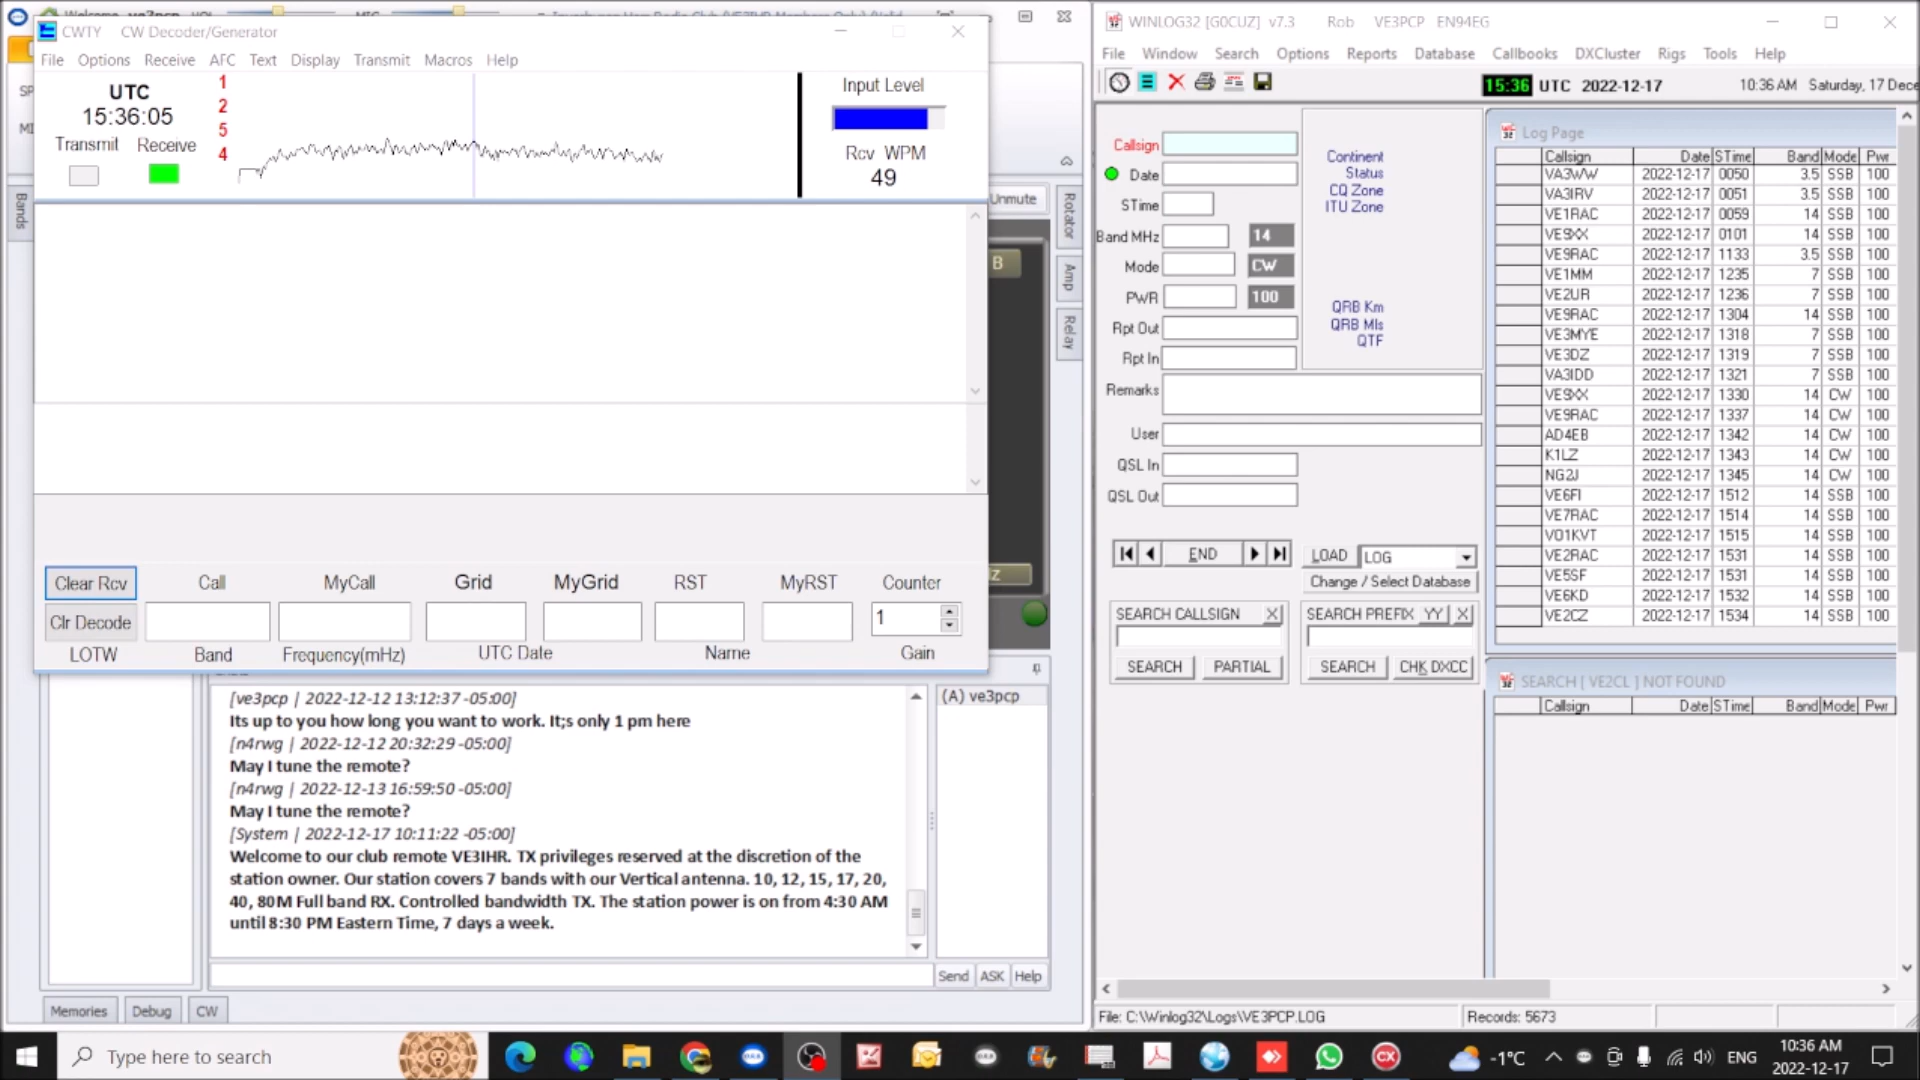 CWTY CW Decoder/Generator
File Options Receive AFC Text Display Transmit Macros Help
UTC
15:36:05
Transmit Receive
1
2
5
4
Input Level
Rcv WPM
49
Bands
Unmute
B
Rotator
Amp
Relay
Clear Rcv Call MyCall Grid MyGrid RST MyRST Counter
Clr Decode 1
LOTW Band Frequency(mHz) UTC Date Name Gain
[ve3pcp | 2022-12-12 13:12:37 -05:00]
Its up to you how long you want to work. It;s only 1 pm here
[n4rwg | 2022-12-12 20:32:29 -05:00]
May I tune the remote?
[n4rwg | 2022-12-13 16:59:50 -05:00]
May I tune the remote?
[System | 2022-12-17 10:11:22 -05:00]
Welcome to our club remote VE3IHR. TX privileges reserved at the discretion of the
station owner. Our station covers 7 bands with our Vertical antenna. 10, 12, 15, 17, 20,
40, 80M Full band RX. Controlled bandwidth TX. The station power is on from 4:30 AM
until 8:30 PM Eastern Time, 7 days a week.
(A) ve3pcp
Send ASK Help
Memories Debug CW
WINLOG32 [G0CUZ] v7.3 Rob VE3PCP EN94EG
File Window Search Options Reports Database Callbooks DXCluster Rigs Tools Help
15:36 UTC 2022-12-17 10:36 AM Saturday, 17 Dece
Callsign
Date
STime
Band MHz 14
Mode CW
PWR 100
Rpt Out
Rpt In
Remarks
User
QSL In
QSL Out
Continent
Status
CQ Zone
ITU Zone
QRB Km
QRB Mls
QTF
END LOAD LOG
Change / Select Database
SEARCH CALLSIGN X SEARCH PREFIX YY X
SEARCH PARTIAL SEARCH CHK DXCC
Log Page
Callsign Date STime Band Mode Pwr
VA3WW 2022-12-17 0050 3.5 SSB 100
VA3IRV 2022-12-17 0051 3.5 SSB 100
VE1RAC 2022-12-17 0059 14 SSB 100
VE9XX 2022-12-17 0101 14 SSB 100
VE9RAC 2022-12-17 1133 3.5 SSB 100
VE1MM 2022-12-17 1235 7 SSB 100
VE2UR 2022-12-17 1236 7 SSB 100
VE9RAC 2022-12-17 1304 14 SSB 100
VE3MYE 2022-12-17 1318 7 SSB 100
VE3DZ 2022-12-17 1319 7 SSB 100
VA3IDD 2022-12-17 1321 7 SSB 100
VE9XX 2022-12-17 1330 14 CW 100
VE9RAC 2022-12-17 1337 14 CW 100
AD4EB 2022-12-17 1342 14 CW 100
K1LZ 2022-12-17 1343 14 CW 100
NG2J 2022-12-17 1345 14 CW 100
VE6FI 2022-12-17 1512 14 SSB 100
VE7RAC 2022-12-17 1514 14 SSB 100
VO1KVT 2022-12-17 1515 14 SSB 100
VE2RAC 2022-12-17 1531 14 SSB 100
VE5SF 2022-12-17 1531 14 SSB 100
VE6KD 2022-12-17 1532 14 SSB 100
VE2CZ 2022-12-17 1534 14 SSB 100
SEARCH [ VE2CL ] NOT FOUND
Callsign Date STime Band Mode Pwr
File: C:\Winlog32\Logs\VE3PCP.LOG Records: 5673
Type here to search
-1°C ENG 10:36 AM
2022-12-17